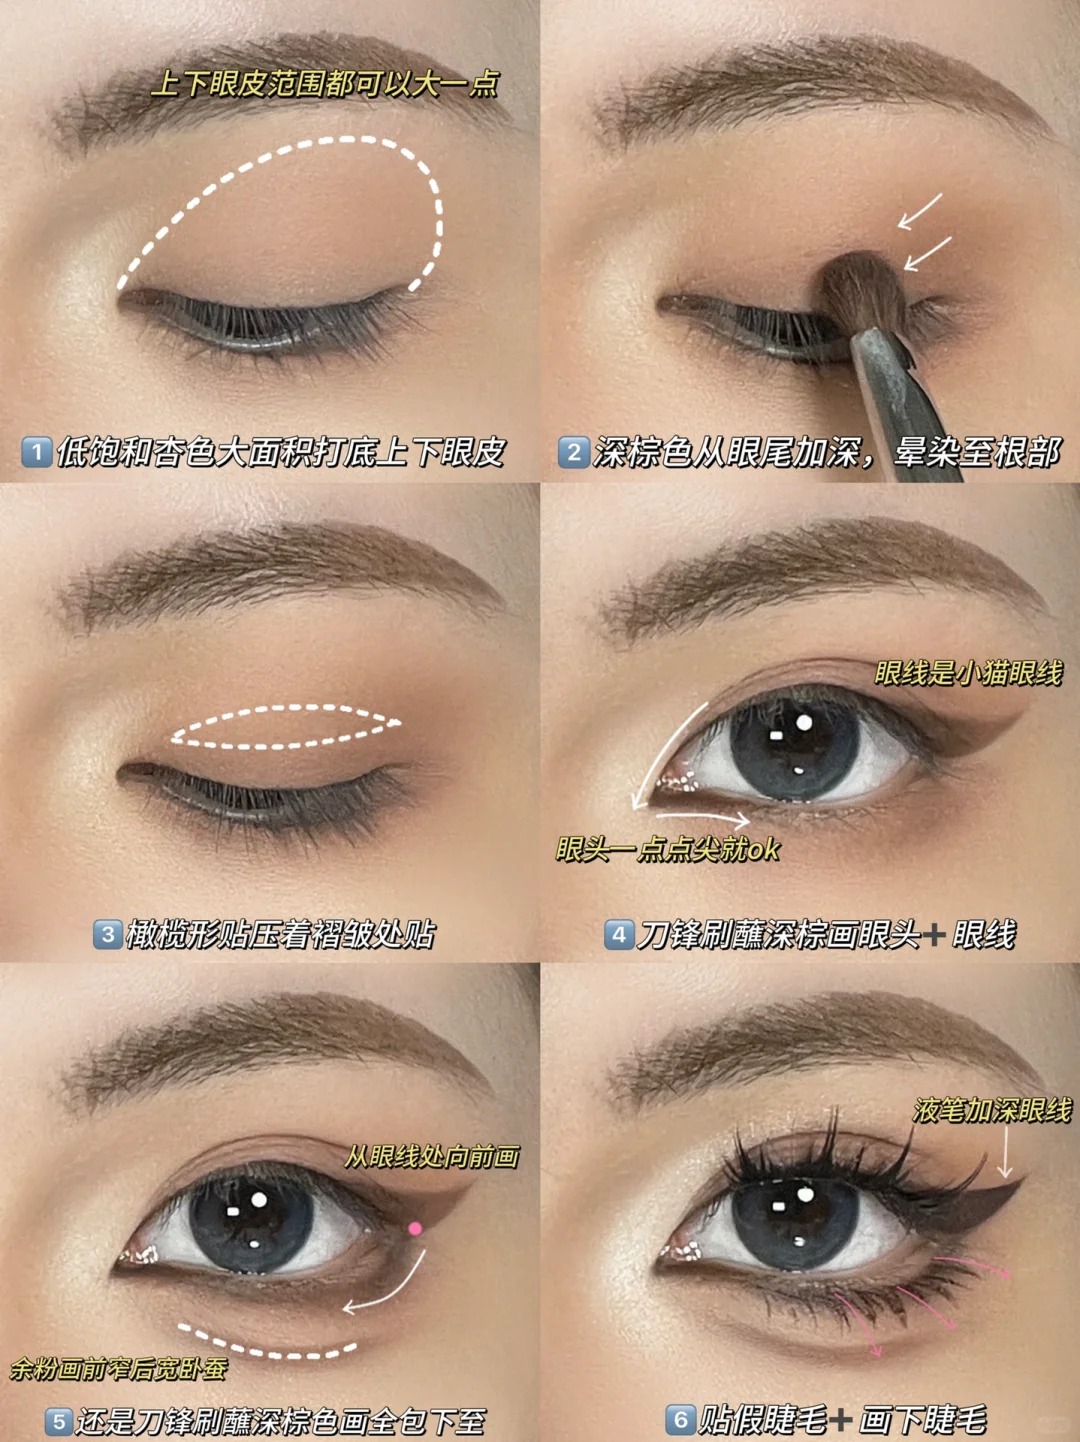 上下眼皮范围都可以大一点
1 低饱和杏色大面积打底上下眼皮
2 深棕色从眼尾加深，晕染至根部
3 橄榄形贴压着褶皱处贴
眼线是小猫眼线
眼头一点点尖就ok
4 刀锋刷蘸深棕画眼头➕眼线
从眼线处向前画
余粉画前窄后宽卧蚕
5 还是刀锋刷蘸深棕色画全包下至
液笔加深眼线
6 贴假睫毛➕画下睫毛